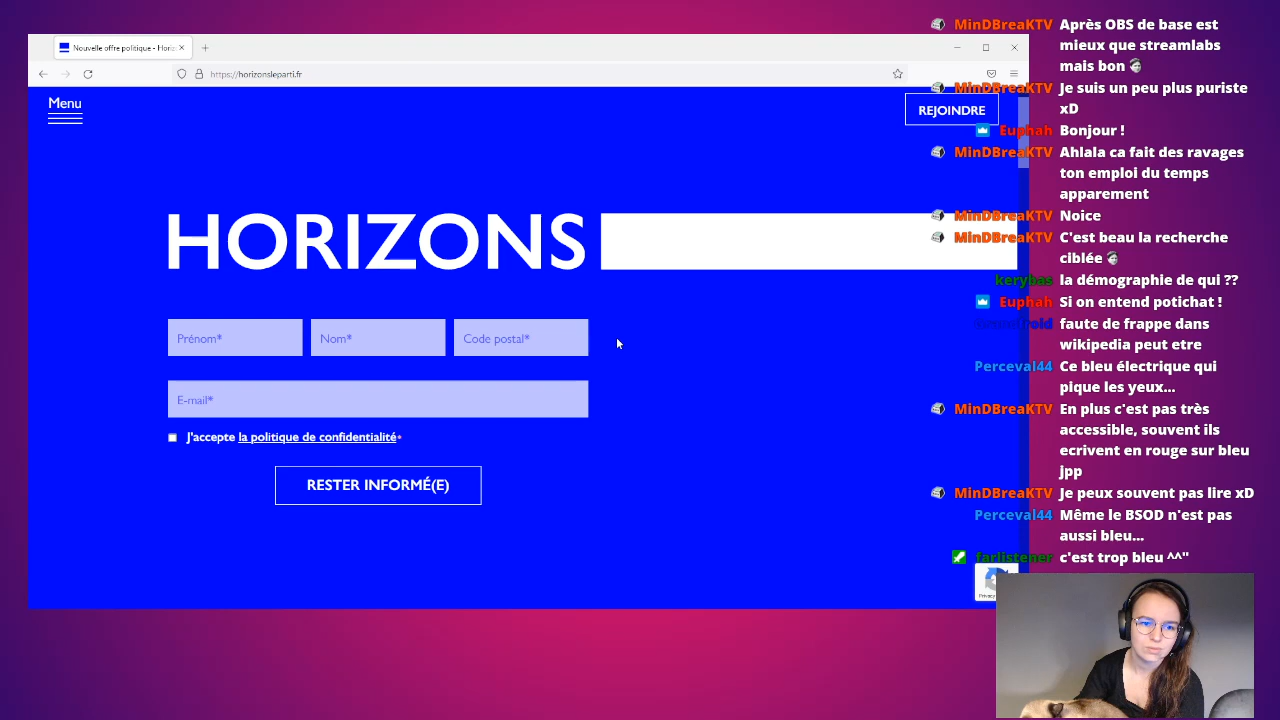 Nouvelle offre politique - Horiz
https://horizonsleparti.fr
Menu
REJOINDRE
HORIZONS
Prénom*
Nom*
Code postal*
E-mail*
J'accepte la politique de confidentialité*
RESTER INFORMÉ(E)
MinDBreaKTV Après OBS de base est
mieux que streamlabs
mais bon
MinDBreaKTV Je suis un peu plus puriste
xD
Euphah Bonjour !
MinDBreaKTV Ahlala ca fait des ravages
ton emploi du temps
apparement
MinDBreaKTV Noice
MinDBreaKTV C'est beau la recherche
ciblée
kerybas la démographie de qui ??
Euphah Si on entend potichat !
faute de frappe dans
wikipedia peut etre
Perceval44 Ce bleu électrique qui
pique les yeux...
MinDBreaKTV En plus c'est pas très
accessible, souvent ils
ecrivent en rouge sur bleu
jpp
MinDBreaKTV Je peux souvent pas lire xD
Perceval44 Même le BSOD n'est pas
aussi bleu...
farlistener c'est trop bleu ^^"
Privacy